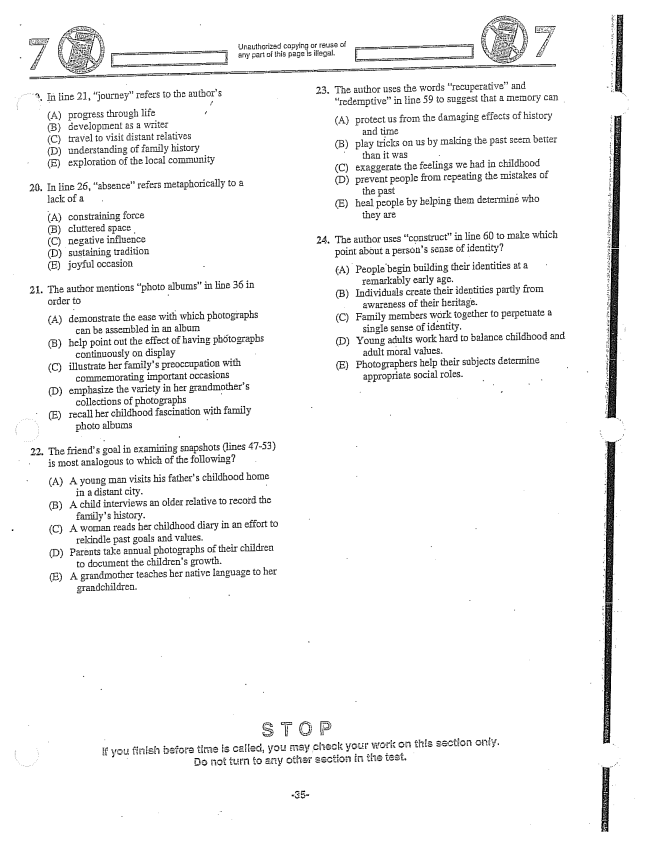 7
Unauthorized copying or reuse of
any part of this page is illegal.
7
9. In line 21, "journey" refers to the author's
(A) progress through life
(B) development as a writer
(C) travel to visit distant relatives
(D) understanding of family history
(E) exploration of the local community
20. In line 26, "absence" refers metaphorically to a
lack of a
(A) constraining force
(B) cluttered space
(C) negative influence
(D) sustaining tradition
(E) joyful occasion
21. The author mentions "photo albums" in line 36 in
order to
(A) demonstrate the ease with which photographs
can be assembled in an album
(B) help point out the effect of having photographs
continuously on display
(C) illustrate her family's preoccupation with
commemorating important occasions
(D) emphasize the variety in her grandmother's
collections of photographs
(E) recall her childhood fascination with family
photo albums
22. The friend's goal in examining snapshots (lines 47-53)
is most analogous to which of the following?
(A) A young man visits his father's childhood home
in a distant city.
(B) A child interviews an older relative to record the
family's history.
(C) A woman reads her childhood diary in an effort to
rekindle past goals and values.
(D) Parents take annual photographs of their children
to document the children's growth.
(E) A grandmother teaches her native language to her
grandchildren.
23. The author uses the words "recuperative" and
"redemptive" in line 59 to suggest that a memory can
(A) protect us from the damaging effects of history
and time
(B) play tricks on us by making the past seem better
than it was
(C) exaggerate the feelings we had in childhood
(D) prevent people from repeating the mistakes of
the past
(E) heal people by helping them determine who
they are
24. The author uses "construct" in line 60 to make which
point about a person's sense of identity?
(A) People begin building their identities at a
remarkably early age.
(B) Individuals create their identities partly from
awareness of their heritage.
(C) Family members work together to perpetuate a
single sense of identity.
(D) Young adults work hard to balance childhood and
adult moral values.
(E) Photographers help their subjects determine
appropriate social roles.
STOP
If you finish before time is called, you may check your work on this section only.
Do not turn to any other section in the test.
-35-